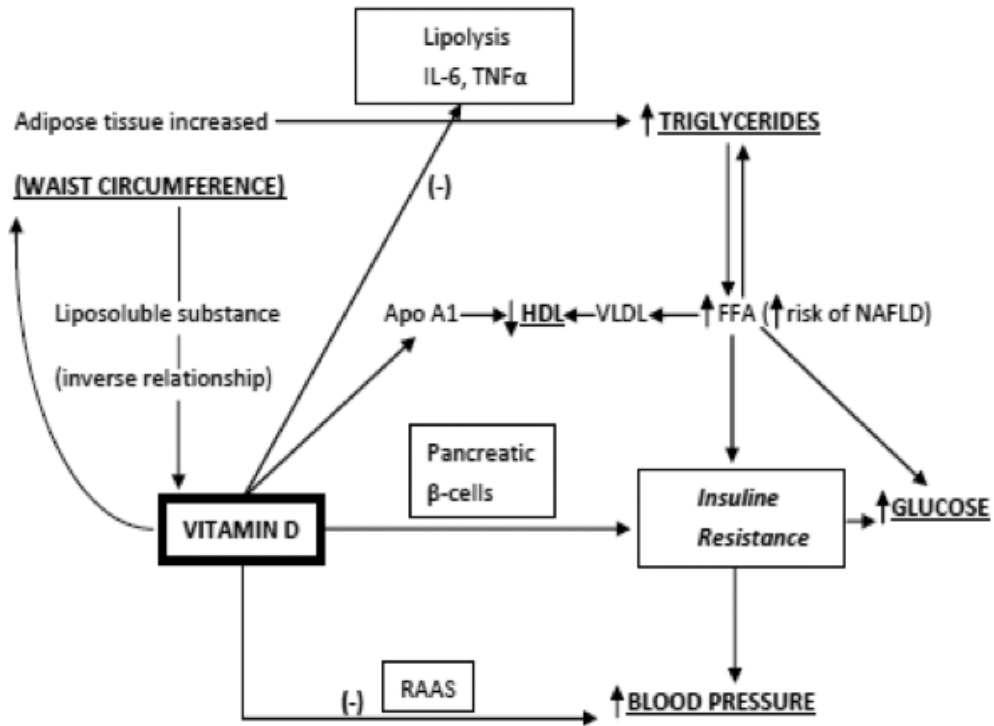 Lipolysis
IL-6, TNFα
Adipose tissue increased
TRIGLYCERIDES
(WAIST CIRCUMFERENCE)
(-)
Liposoluble substance
Apo A1
HDL
VLDL
FFA (
risk of NAFLD)
(inverse relationship)
Pancreatic
β-cells
Insuline
Resistance
GLUCOSE
VITAMIN D
RAAS
(-)
BLOOD PRESSURE